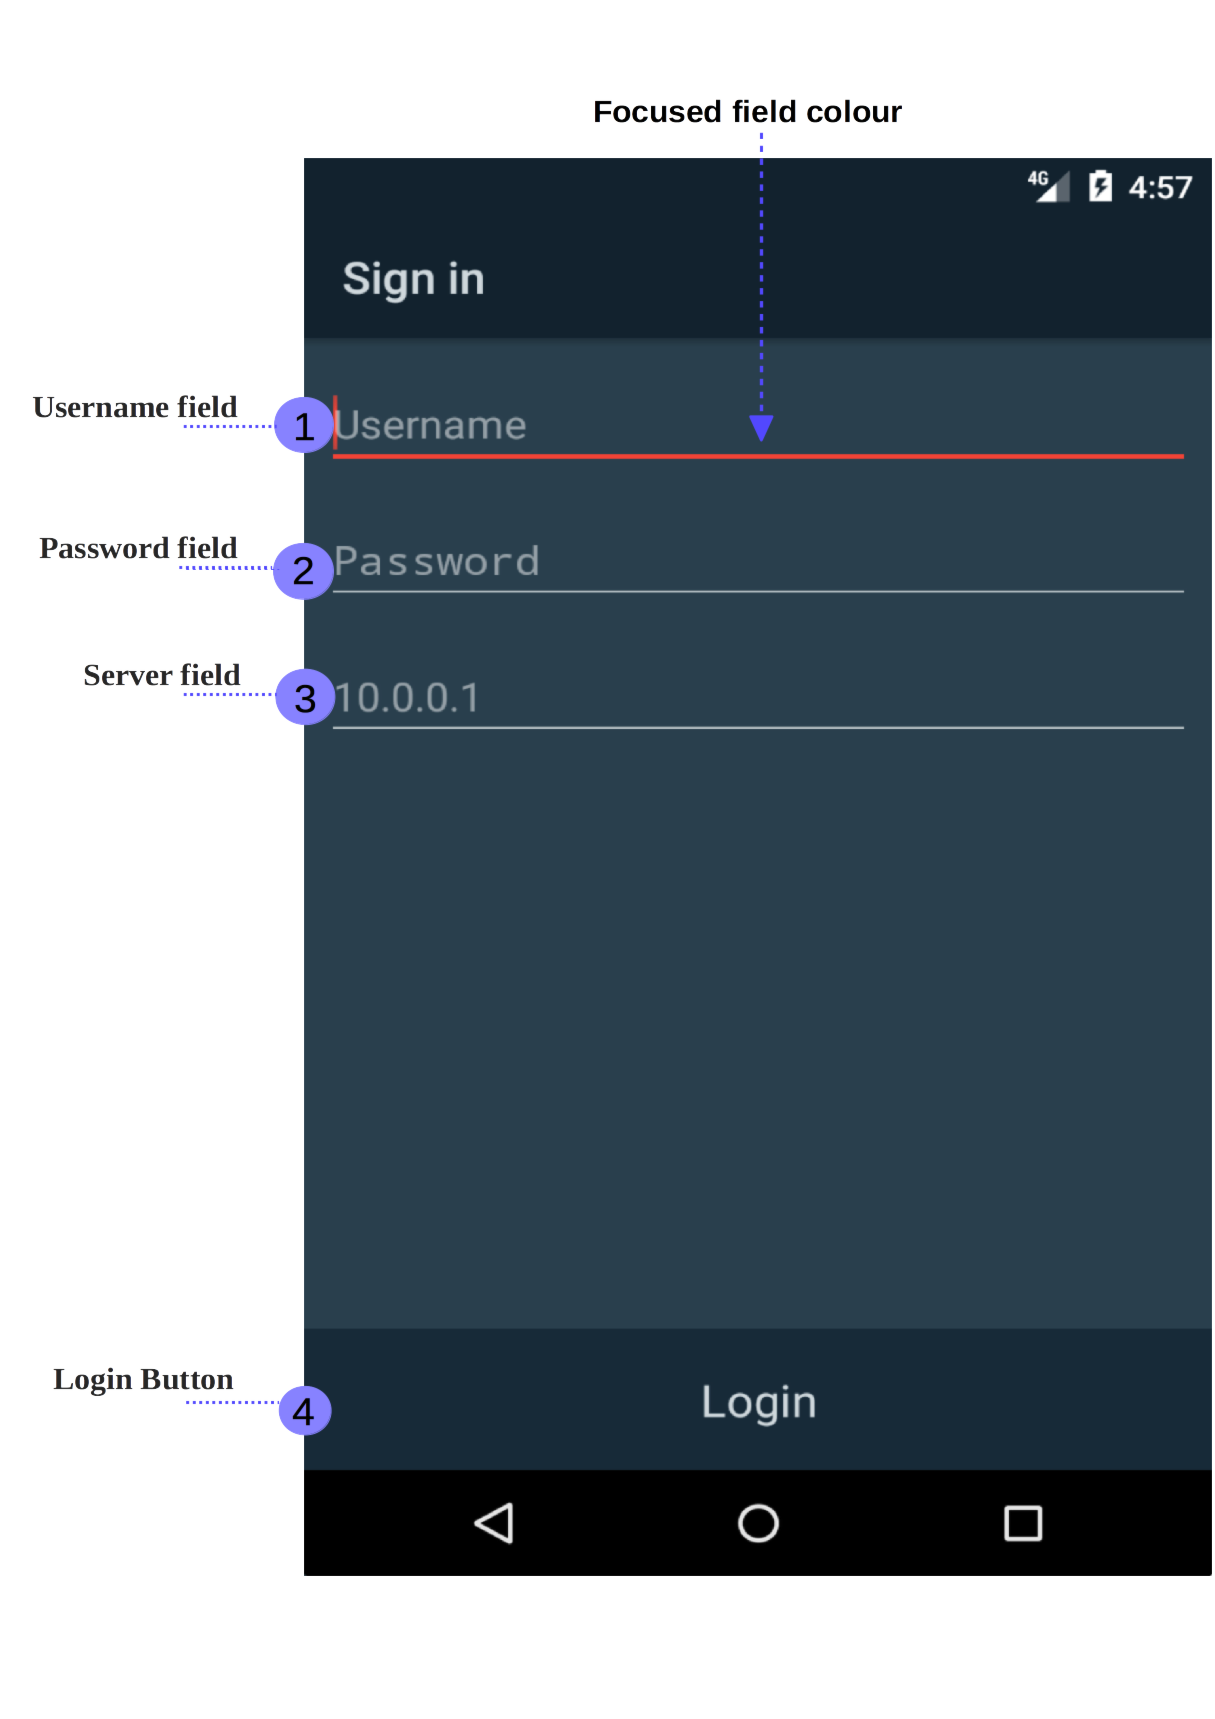 Focused field colour
4G 4:57
Sign in
Username field
1
Username
Password field
2
Password
Server field
3
10.0.0.1
Login Button
4
Login